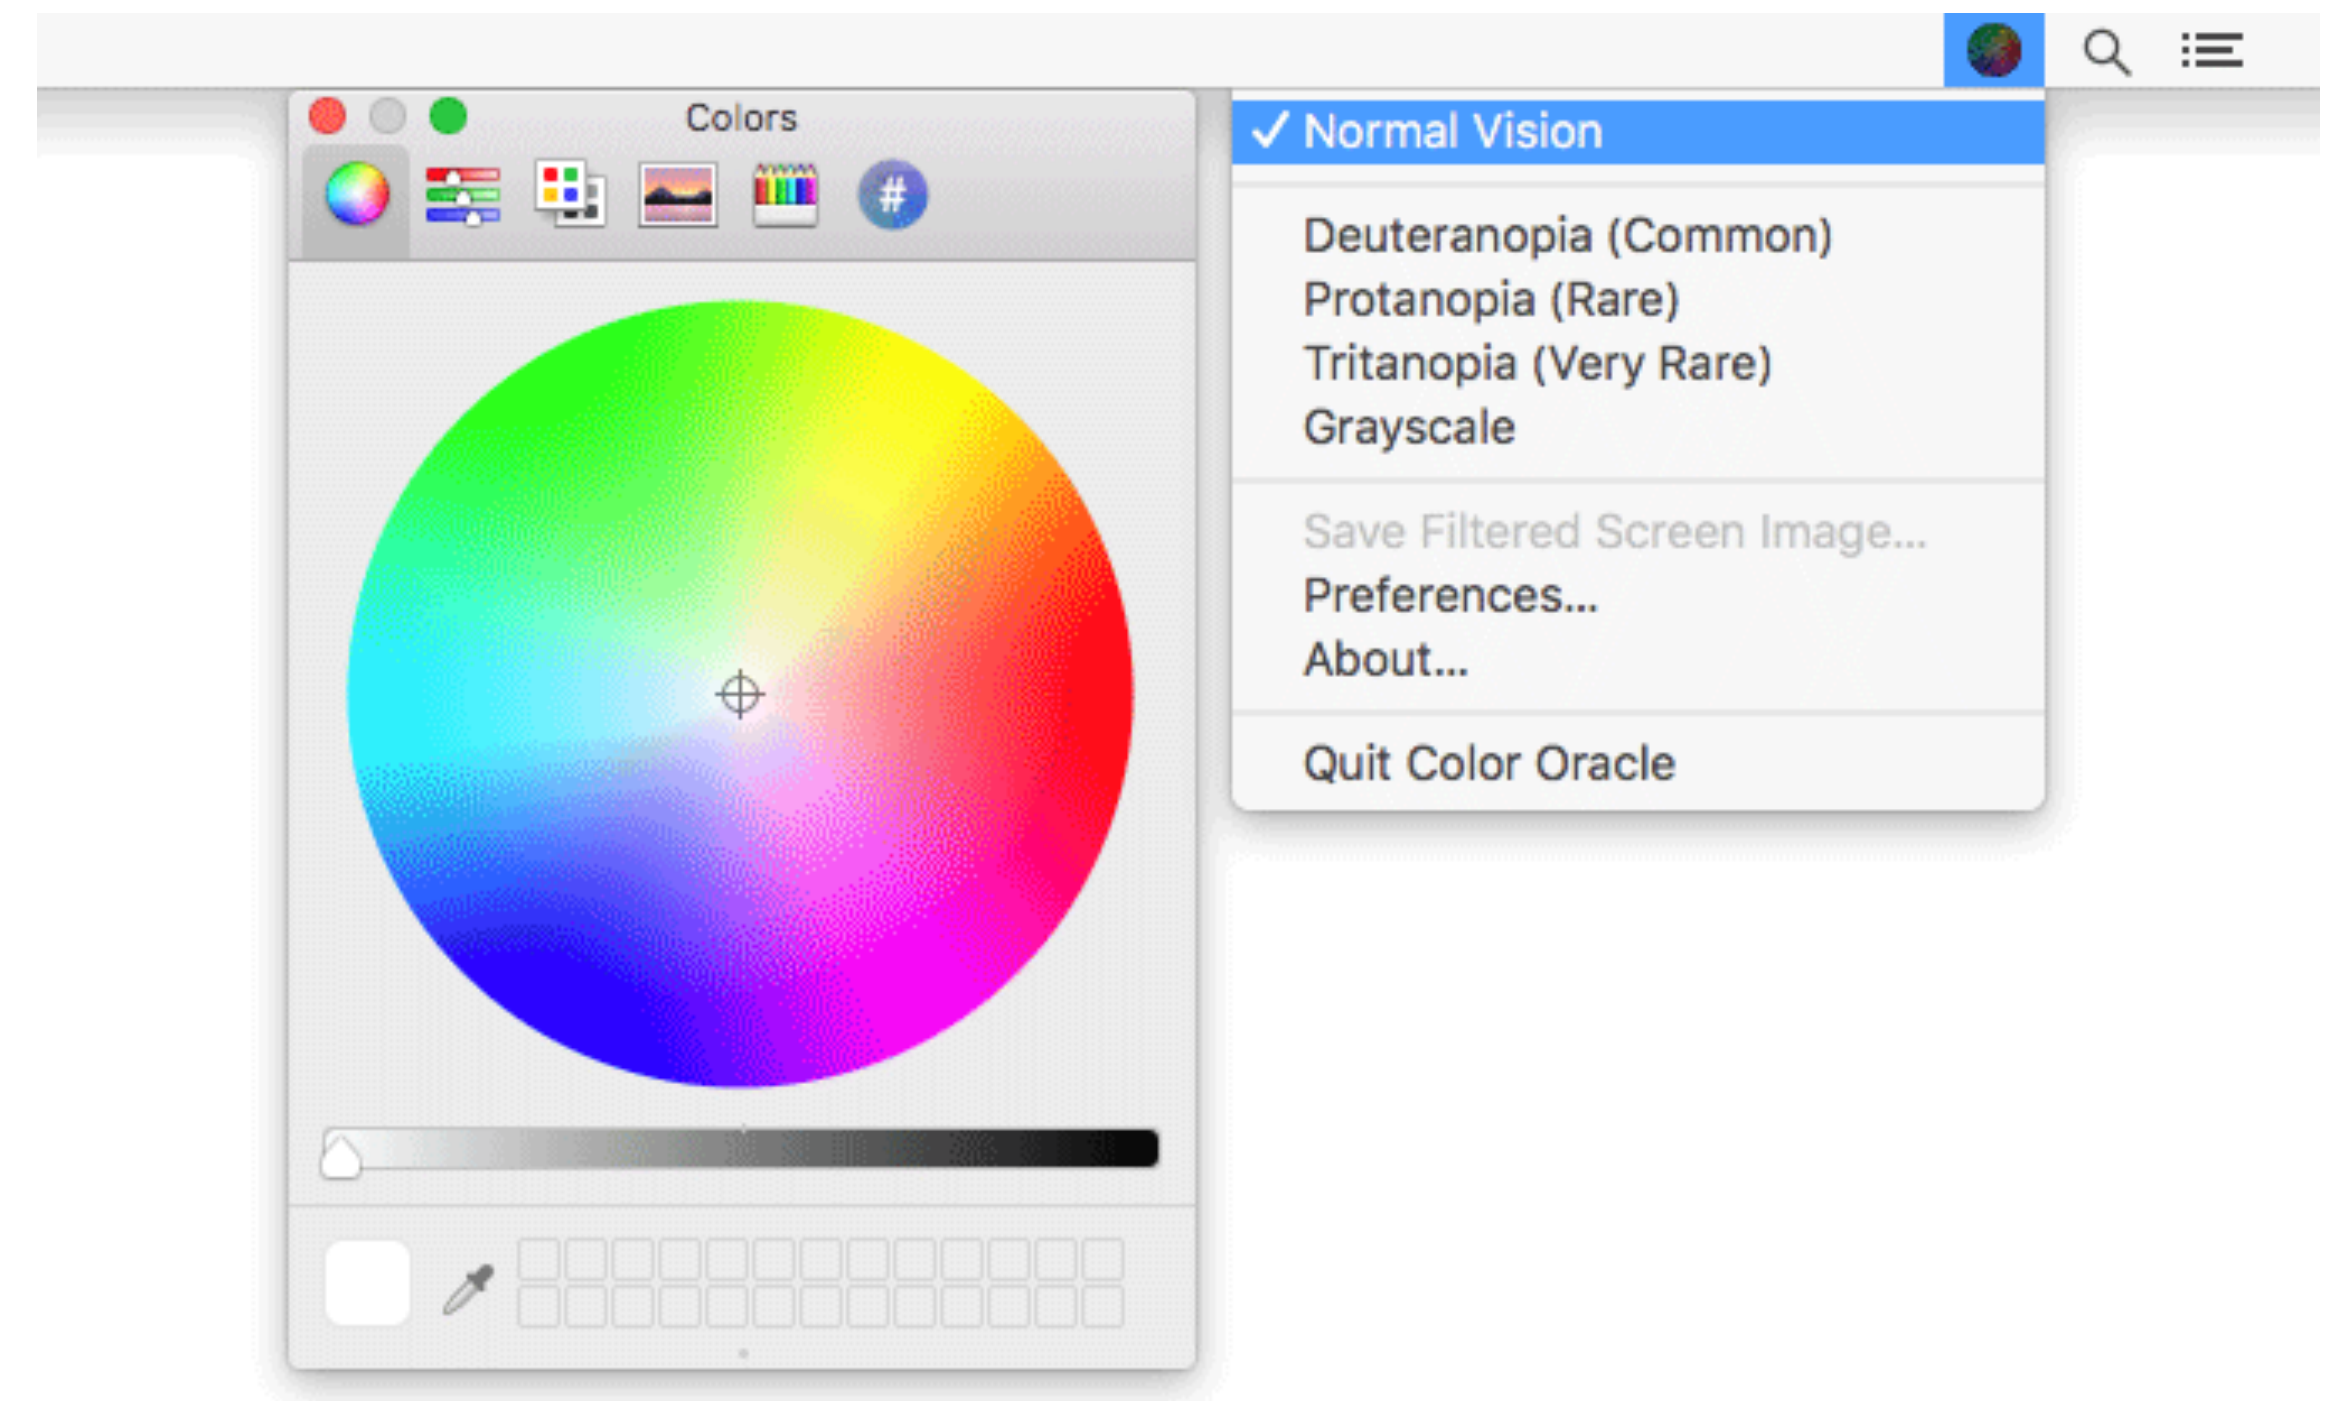 Colors
#
Normal Vision
Deuteranopia (Common)
Protanopia (Rare)
Tritanopia (Very Rare)
Grayscale
Save Filtered Screen Image...
Preferences...
About...
Quit Color Oracle